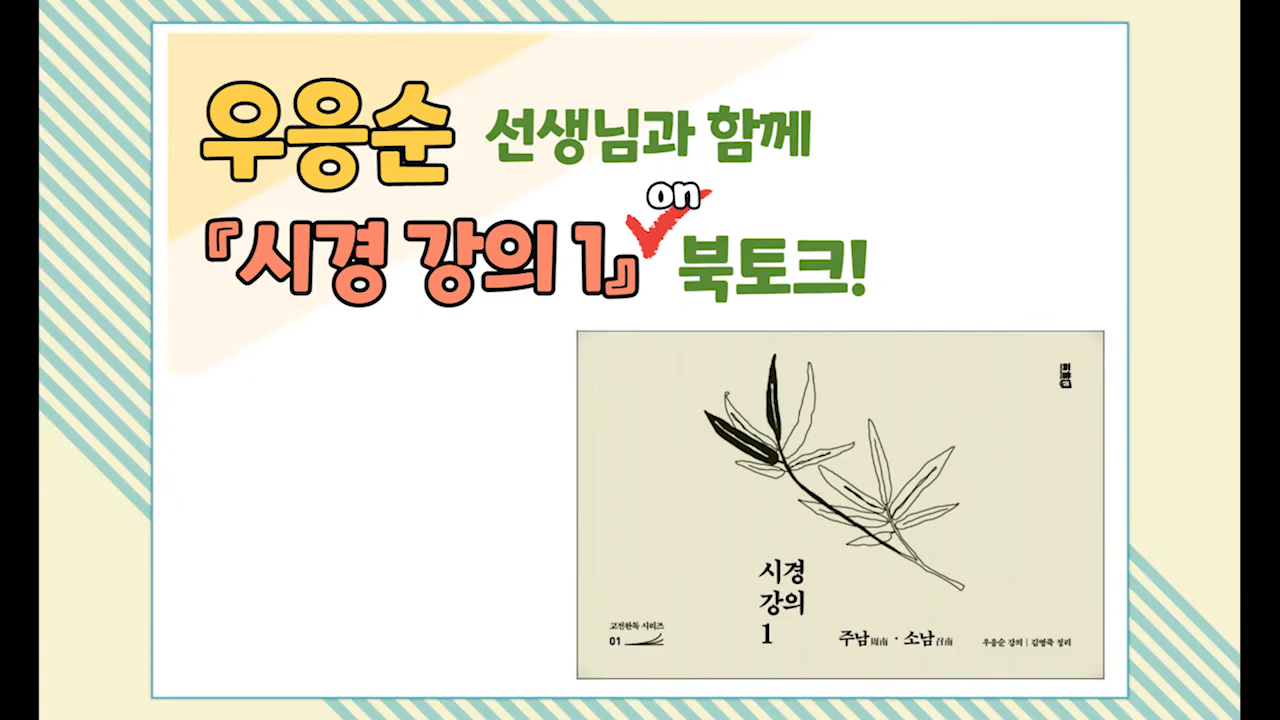 우응순 선생님과 함께
on
『시경 강의 1』 북토크!
시경
강의
1
고전완독 시리즈
01
주남周南 · 소남召南
우응순 강의 | 김영죽 정리